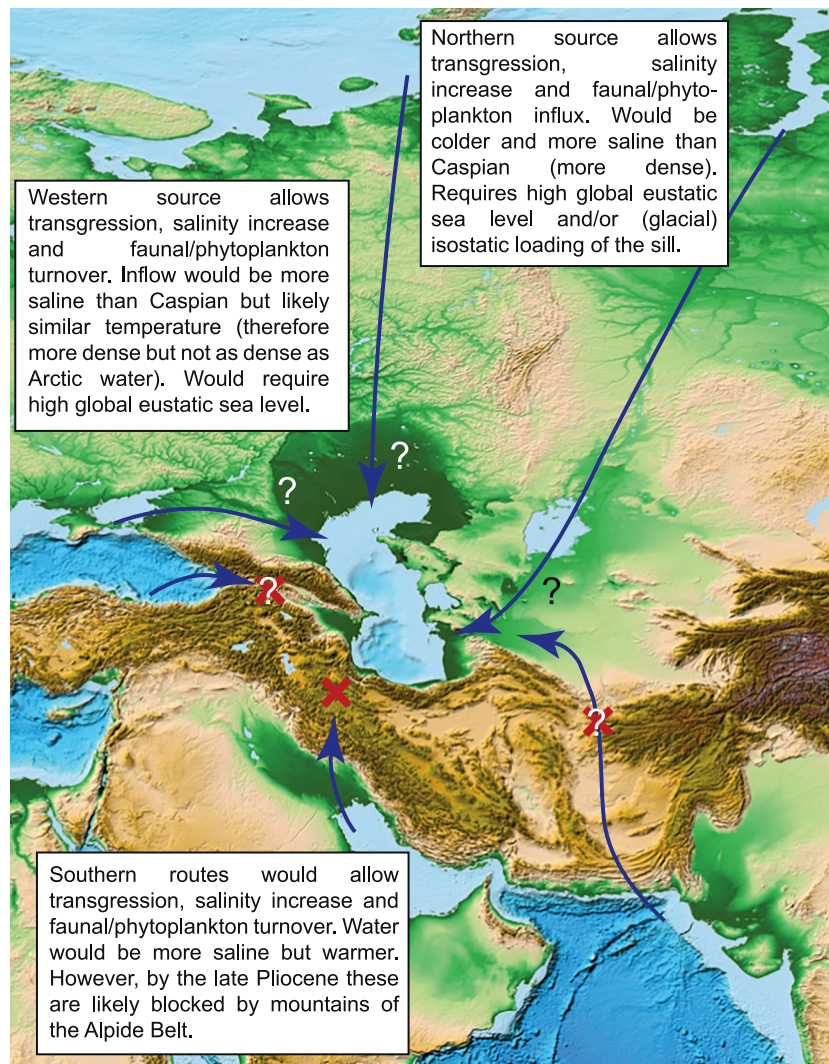 Northern source allows
transgression, salinity
increase and faunal/phyto-
plankton influx. Would be
colder and more saline than
Caspian (more dense).
Requires high global eustatic
sea level and/or (glacial)
isostatic loading of the sill.
Western source allows
transgression, salinity increase
and faunal/phytoplankton
turnover. Inflow would be more
saline than Caspian but likely
similar temperature (therefore
more dense but not as dense as
Arctic water). Would require
high global eustatic sea level.
?
?
?
?
?
Southern routes would allow
transgression, salinity increase and
faunal/phytoplankton turnover. Water
would be more saline but warmer.
However, by the late Pliocene these
are likely blocked by mountains of
the Alpide Belt.